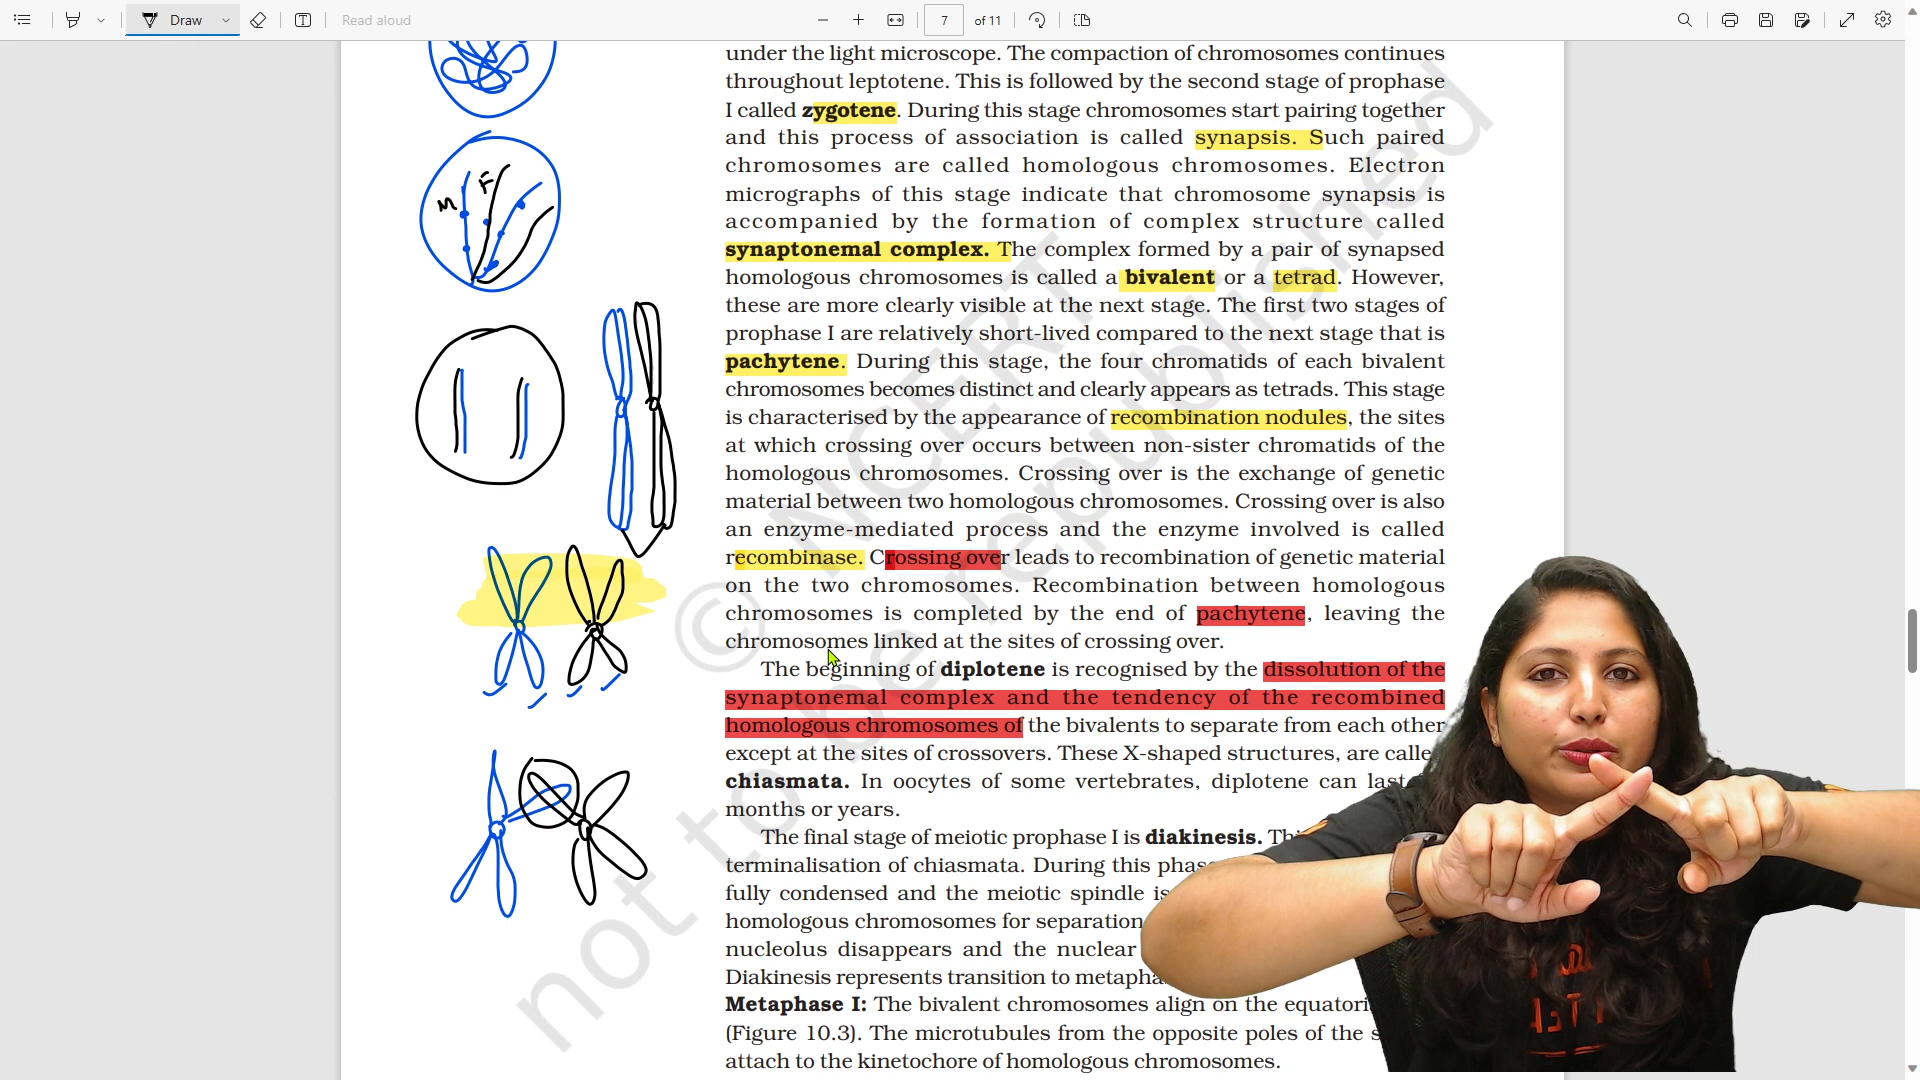 Draw
Read aloud
7
of 11
under the light microscope. The compaction of chromosomes continues
throughout leptotene. This is followed by the second stage of prophase
I called zygotene. During this stage chromosomes start pairing together
and this process of association is called synapsis. Such paired
chromosomes are called homologous chromosomes. Electron
micrographs of this stage indicate that chromosome synapsis is
accompanied by the formation of complex structure called
synaptonemal complex. The complex formed by a pair of synapsed
homologous chromosomes is called a bivalent or a tetrad. However,
these are more clearly visible at the next stage. The first two stages of
prophase I are relatively short-lived compared to the next stage that is
pachytene. During this stage, the four chromatids of each bivalent
chromosomes becomes distinct and clearly appears as tetrads. This stage
is characterised by the appearance of recombination nodules, the sites
at which crossing over occurs between non-sister chromatids of the
homologous chromosomes. Crossing over is the exchange of genetic
material between two homologous chromosomes. Crossing over is also
an enzyme-mediated process and the enzyme involved is called
recombinase. Crossing over leads to recombination of genetic material
on the two chromosomes. Recombination between homologous
chromosomes is completed by the end of pachytene, leaving the
chromosomes linked at the sites of crossing over.
The beginning of diplotene is recognised by the dissolution of the
synaptonemal complex and the tendency of the recombined
homologous chromosomes of the bivalents to separate from each other
except at the sites of crossovers. These X-shaped structures, are calle
chiasmata. In oocytes of some vertebrates, diplotene can last
months or years.
The final stage of meiotic prophase I is diakinesis. Thi
terminalisation of chiasmata. During this phas
fully condensed and the meiotic spindle is
homologous chromosomes for separation
nucleolus disappears and the nuclear
Diakinesis represents transition to metapha
Metaphase I: The bivalent chromosomes align on the equatori
(Figure 10.3). The microtubules from the opposite poles of the s
attach to the kinetochore of homologous chromosomes.
M
F
© NCERT
not to be republished